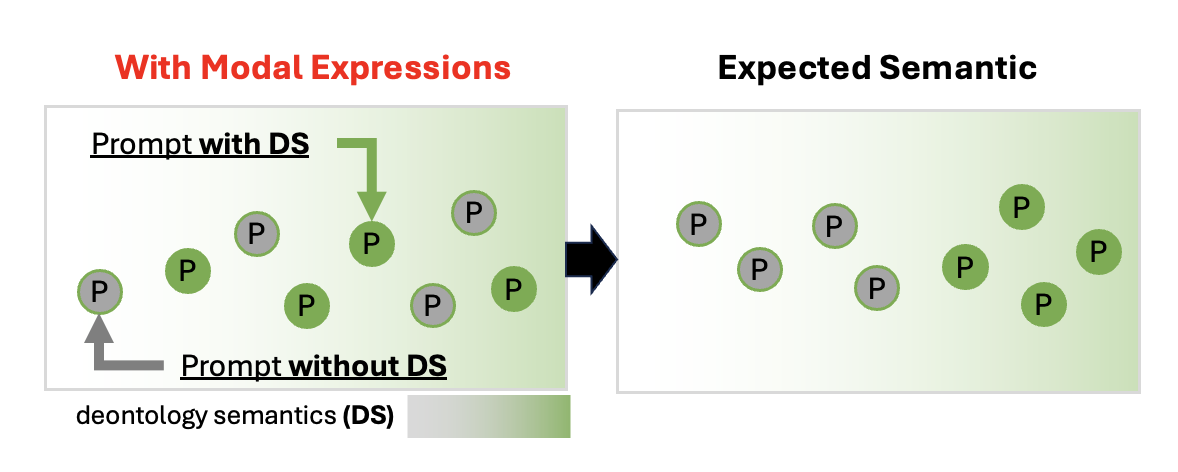 With Modal Expressions
Expected Semantic
Prompt with DS
P
P
P
P
P
P
P
P
Prompt without DS
P
P
P
P
P
P
P
P
deontology semantics (DS)